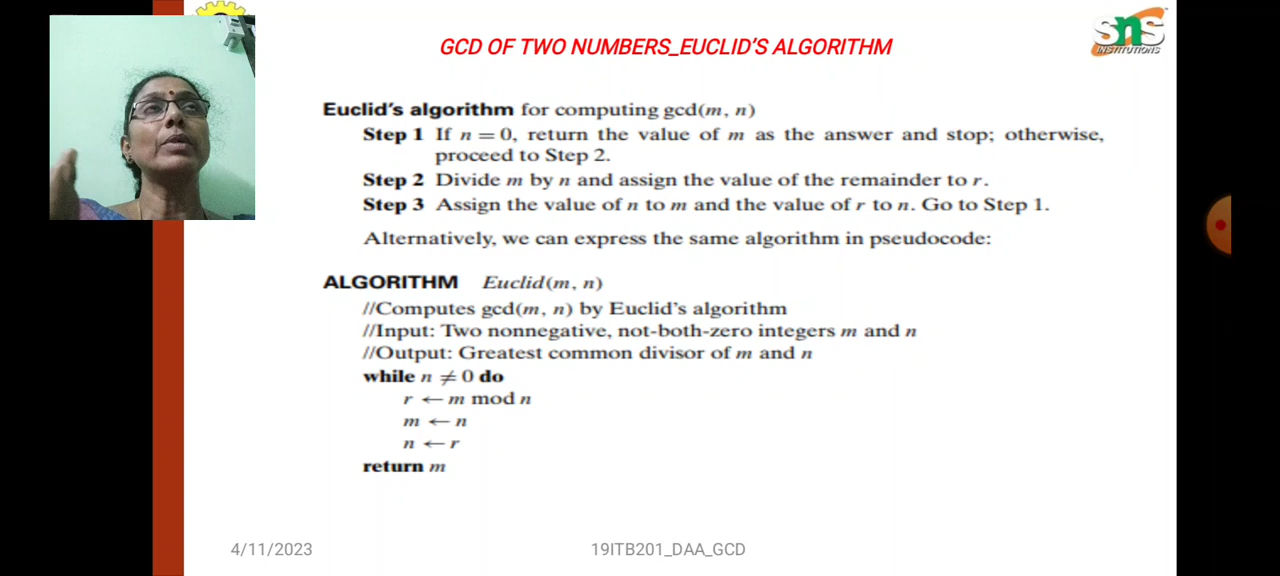 GCD OF TWO NUMBERS_EUCLID'S ALGORITHM
sns
INSTITUTIONS
Euclid's algorithm for computing gcd(m, n)
Step 1 If n = 0, return the value of m as the answer and stop; otherwise,
proceed to Step 2.
Step 2 Divide m by n and assign the value of the remainder to r.
Step 3 Assign the value of n to m and the value of r to n. Go to Step 1.
Alternatively, we can express the same algorithm in pseudocode:
ALGORITHM Euclid(m, n)
//Computes gcd(m, n) by Euclid's algorithm
//Input: Two nonnegative, not-both-zero integers m and n
//Output: Greatest common divisor of m and n
while n ≠ 0 do
r ← m mod n
m ← n
n ← r
return m
4/11/2023
19ITB201_DAA_GCD